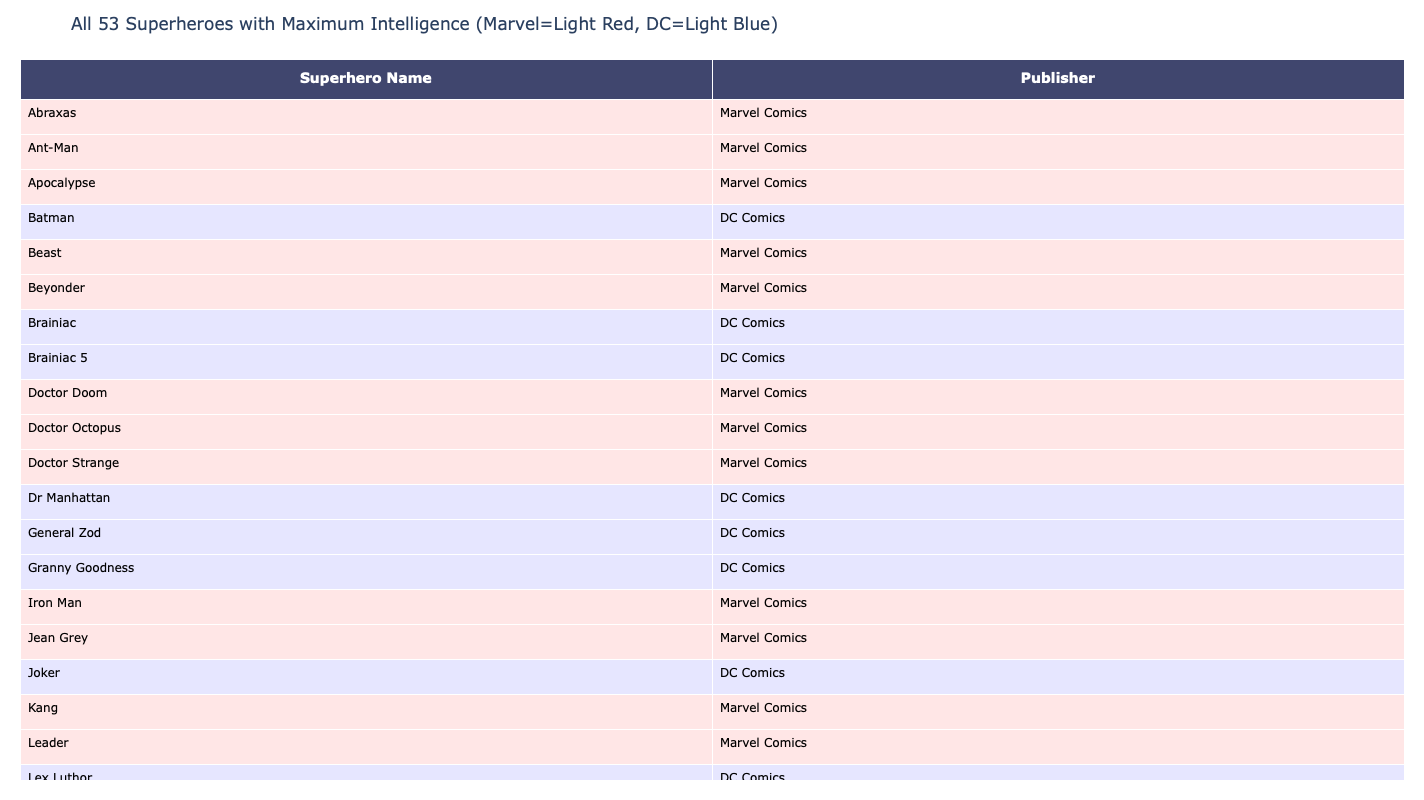 All 53 Superheroes with Maximum Intelligence (Marvel=Light Red, DC=Light Blue)
Superhero Name Publisher
Abraxas Marvel Comics
Ant-Man Marvel Comics
Apocalypse Marvel Comics
Batman DC Comics
Beast Marvel Comics
Beyonder Marvel Comics
Brainiac DC Comics
Brainiac 5 DC Comics
Doctor Doom Marvel Comics
Doctor Octopus Marvel Comics
Doctor Strange Marvel Comics
Dr Manhattan DC Comics
General Zod DC Comics
Granny Goodness DC Comics
Iron Man Marvel Comics
Jean Grey Marvel Comics
Joker DC Comics
Kang Marvel Comics
Leader Marvel Comics
Lex Luthor DC Comics